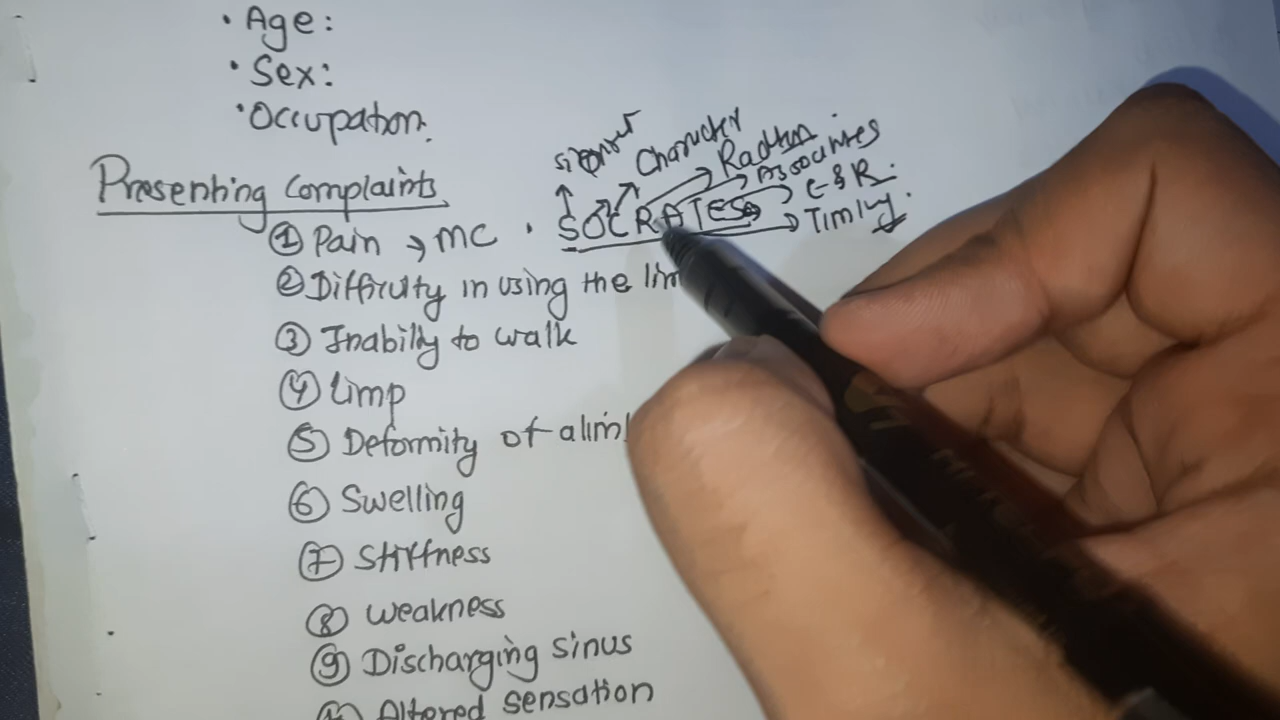 • Age:
• Sex:
• Occupation.
Presenting Complaints
Character
Associates
E & R.
① Pain → MC • SOCRATES → Timing.
② Difficulty in using the lim
③ Inability to walk
④ limp
⑤ Deformity of a lim
⑥ Swelling
⑦ Stiffness
⑧ weakness
⑨ Discharging sinus
Altered sensation